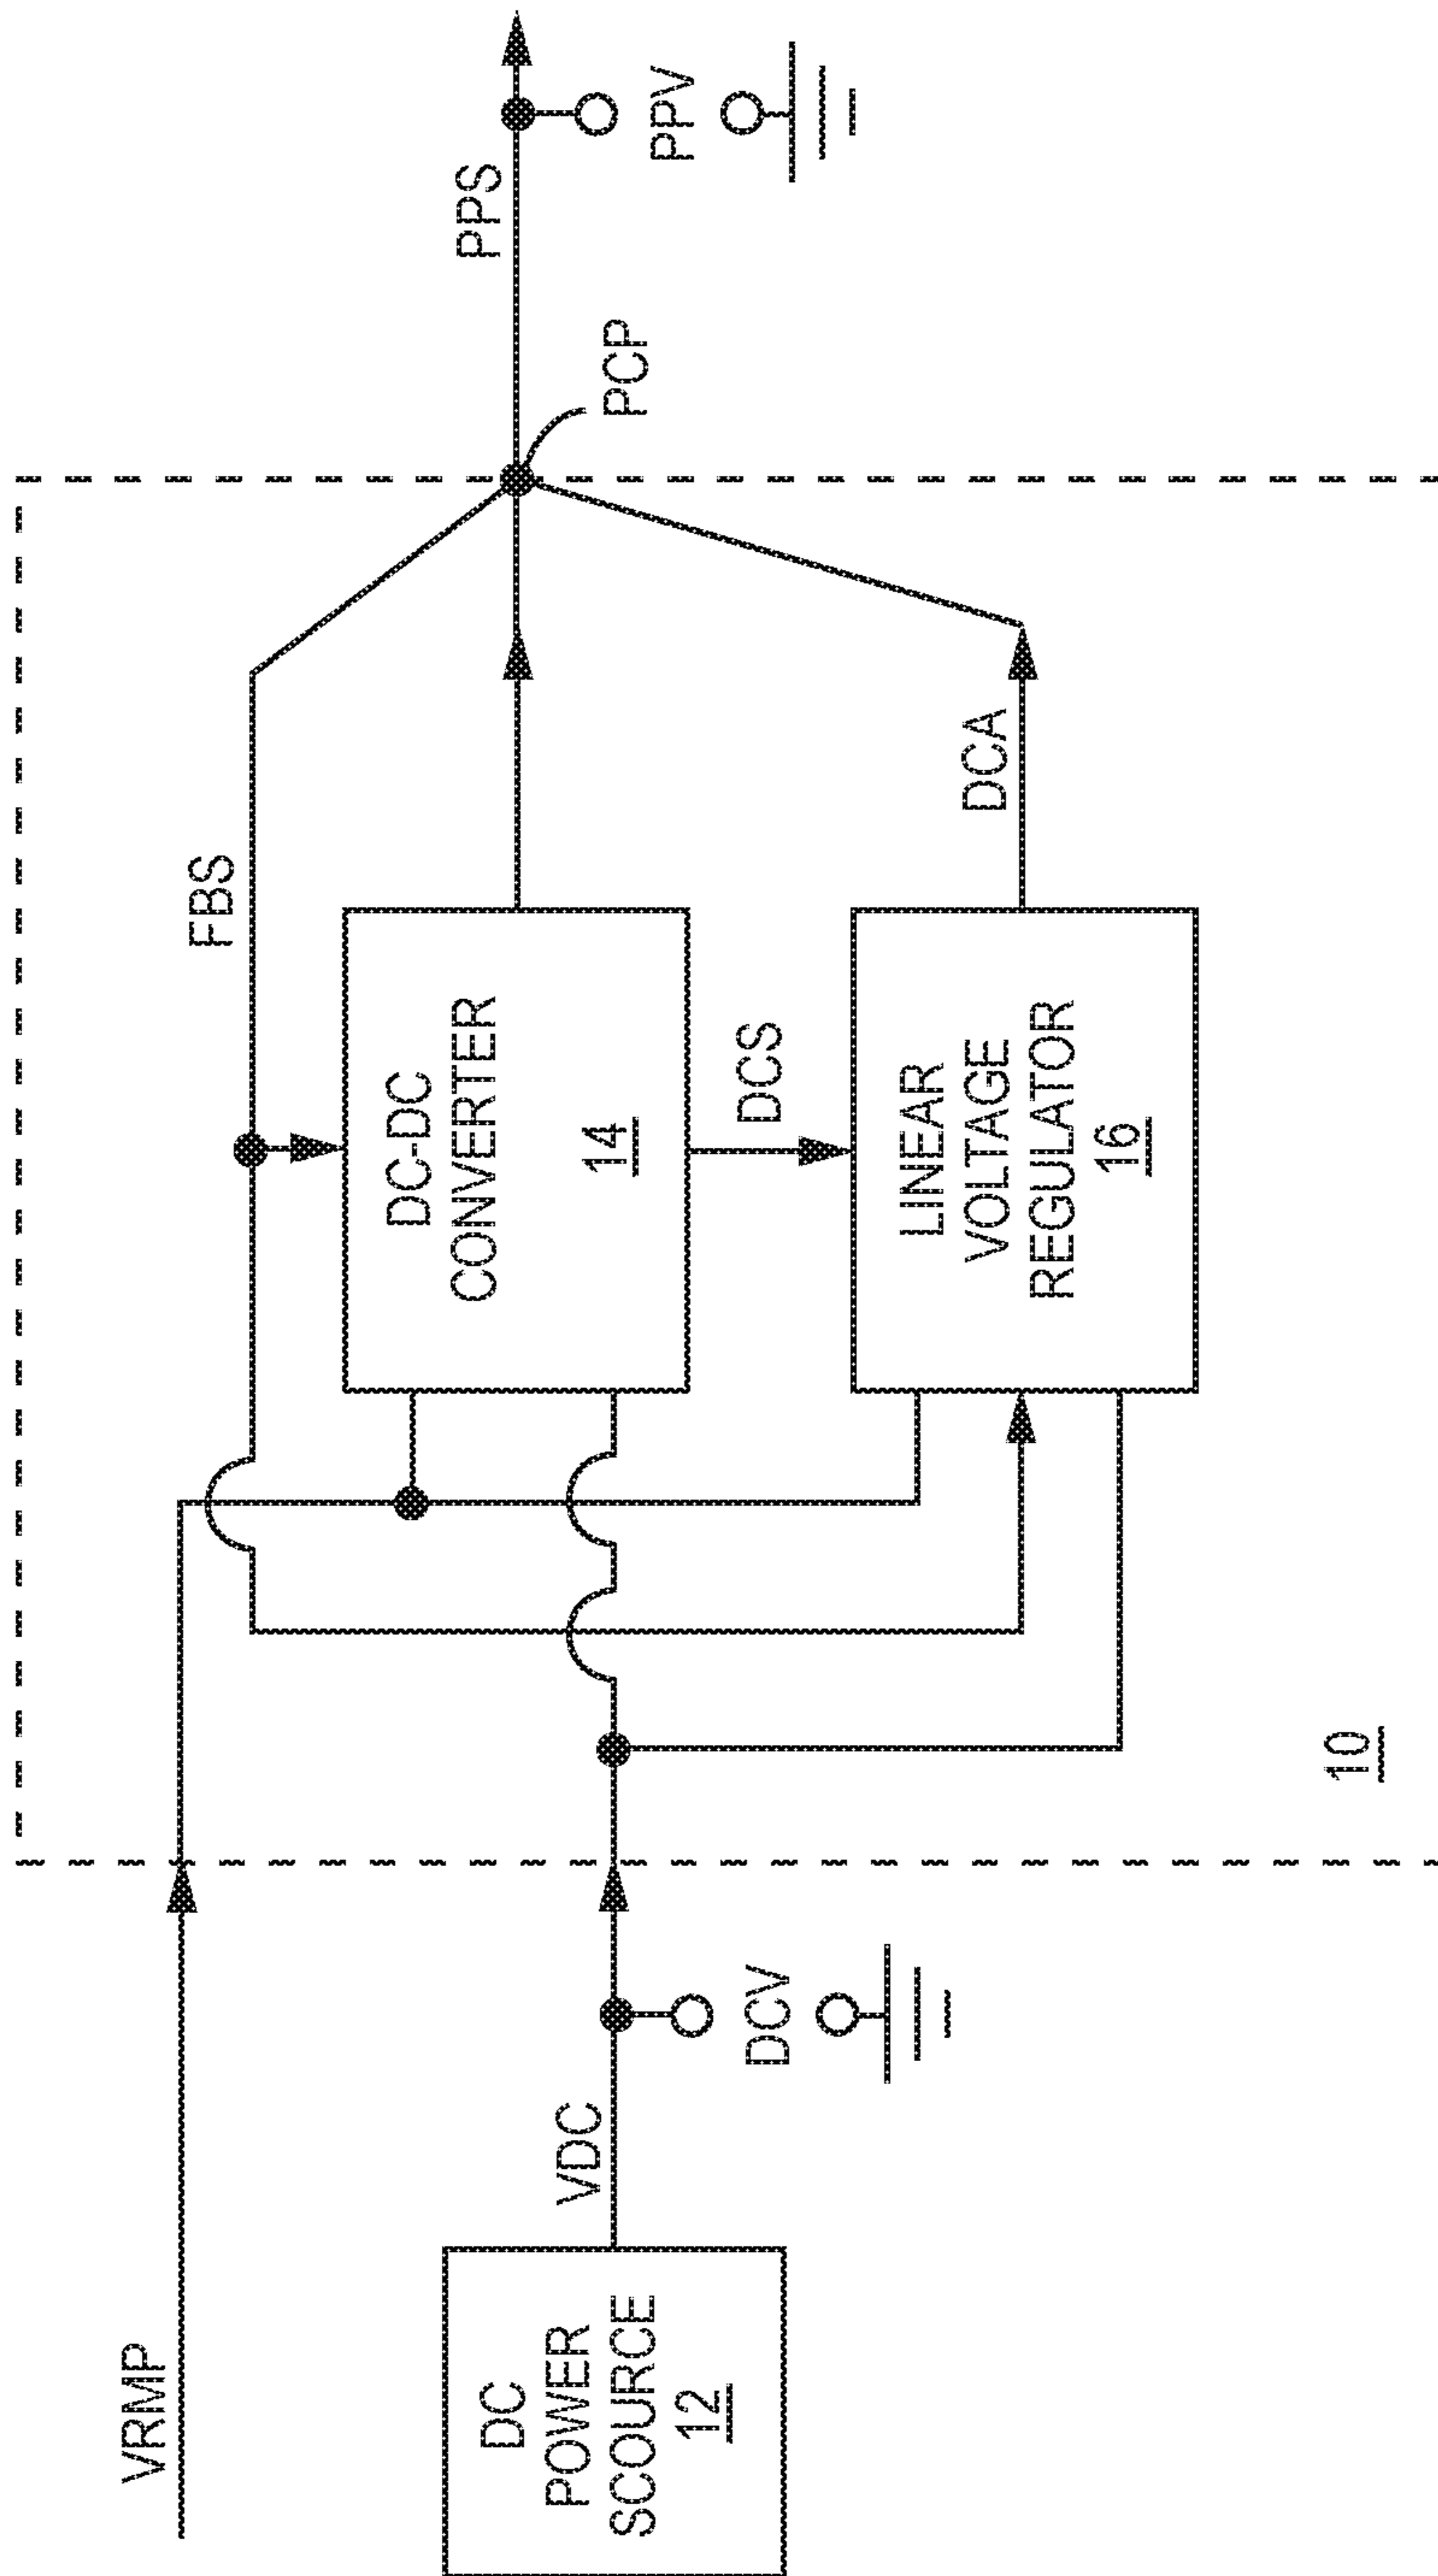 VRMP
DC
POWER
SCOURCE
12
VDC
DCV
10
FBS
DC-DC
CONVERTER
14
DCS
LINEAR
VOLTAGE
REGULATOR
16
DCA
PCP
PPS
PPV